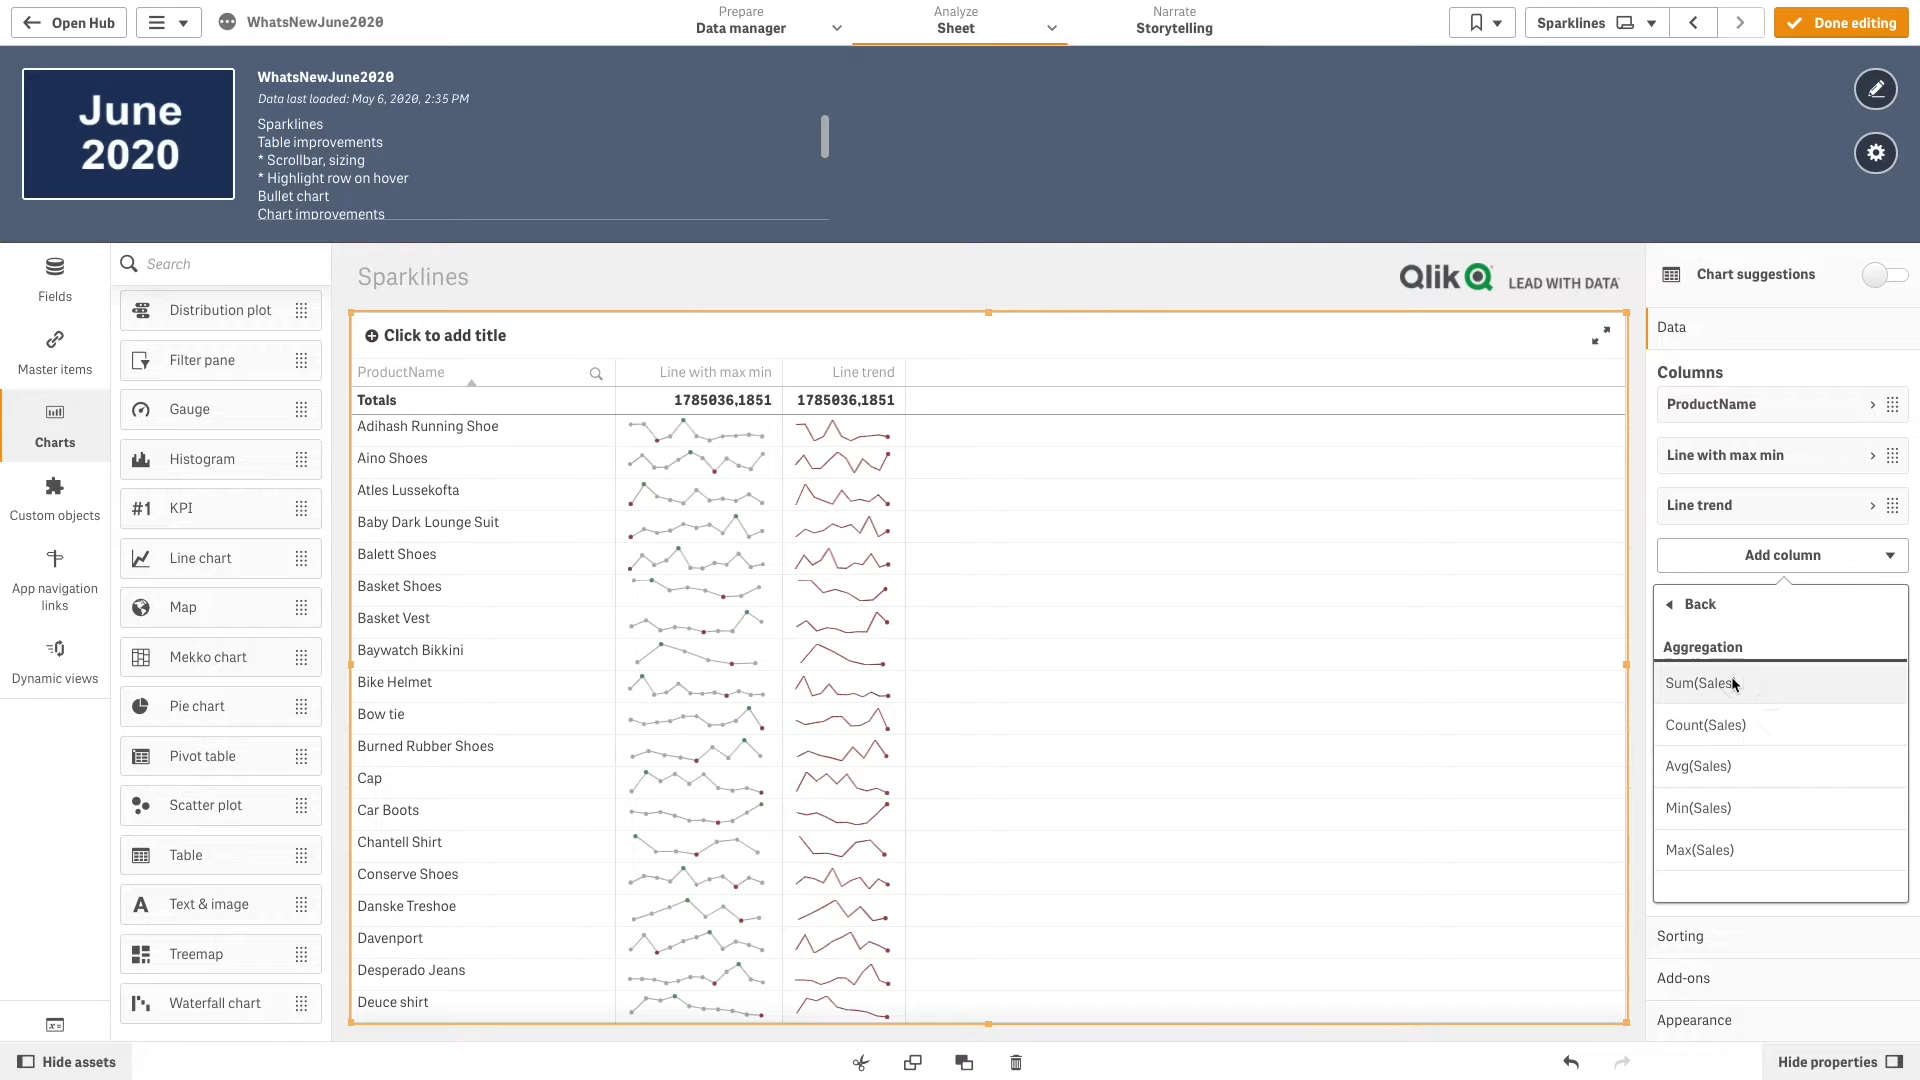 Open Hub
WhatsNewJune2020
Prepare
Data manager
Analyze
Sheet
Narrate
Storytelling
Sparklines
Done editing
June
2020
WhatsNewJune2020
Data last loaded: May 6, 2020, 2:35 PM
Sparklines
Table improvements
* Scrollbar, sizing
* Highlight row on hover
Bullet chart
Chart improvements
Fields
Master items
Charts
Custom objects
App navigation
links
Dynamic views
Search
Distribution plot
Filter pane
Gauge
Histogram
#1 KPI
Line chart
Map
Mekko chart
Pie chart
Pivot table
Scatter plot
Table
A Text & image
Treemap
Waterfall chart
Sparklines
Qlik LEAD WITH DATA
Click to add title
ProductName Line with max min Line trend
Totals 1785036,1851 1785036,1851
Adihash Running Shoe
Aino Shoes
Atles Lussekofta
Baby Dark Lounge Suit
Balett Shoes
Basket Shoes
Basket Vest
Baywatch Bikkini
Bike Helmet
Bow tie
Burned Rubber Shoes
Cap
Car Boots
Chantell Shirt
Conserve Shoes
Danske Treshoe
Davenport
Desperado Jeans
Deuce shirt
Chart suggestions
Data
Columns
ProductName
Line with max min
Line trend
Add column
Back
Aggregation
Sum(Sales)
Count(Sales)
Avg(Sales)
Min(Sales)
Max(Sales)
Sorting
Add-ons
Appearance
Hide assets
Hide properties